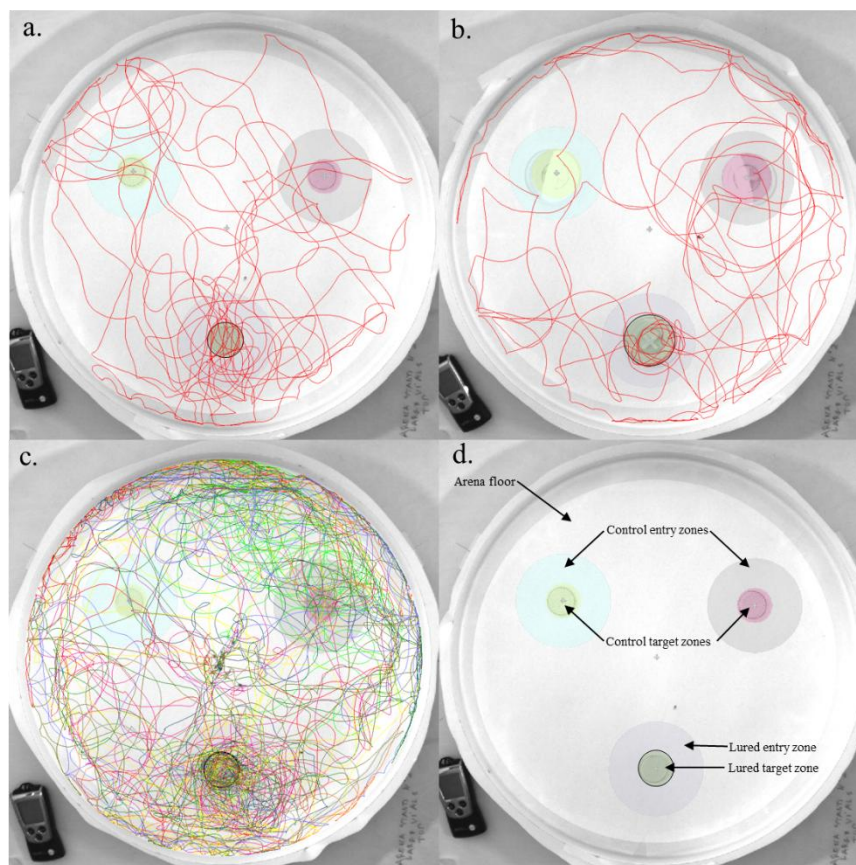 a.
b.
c.
d.
Arena floor
Control entry zones
Control target zones
Lured entry zone
Lured target zone